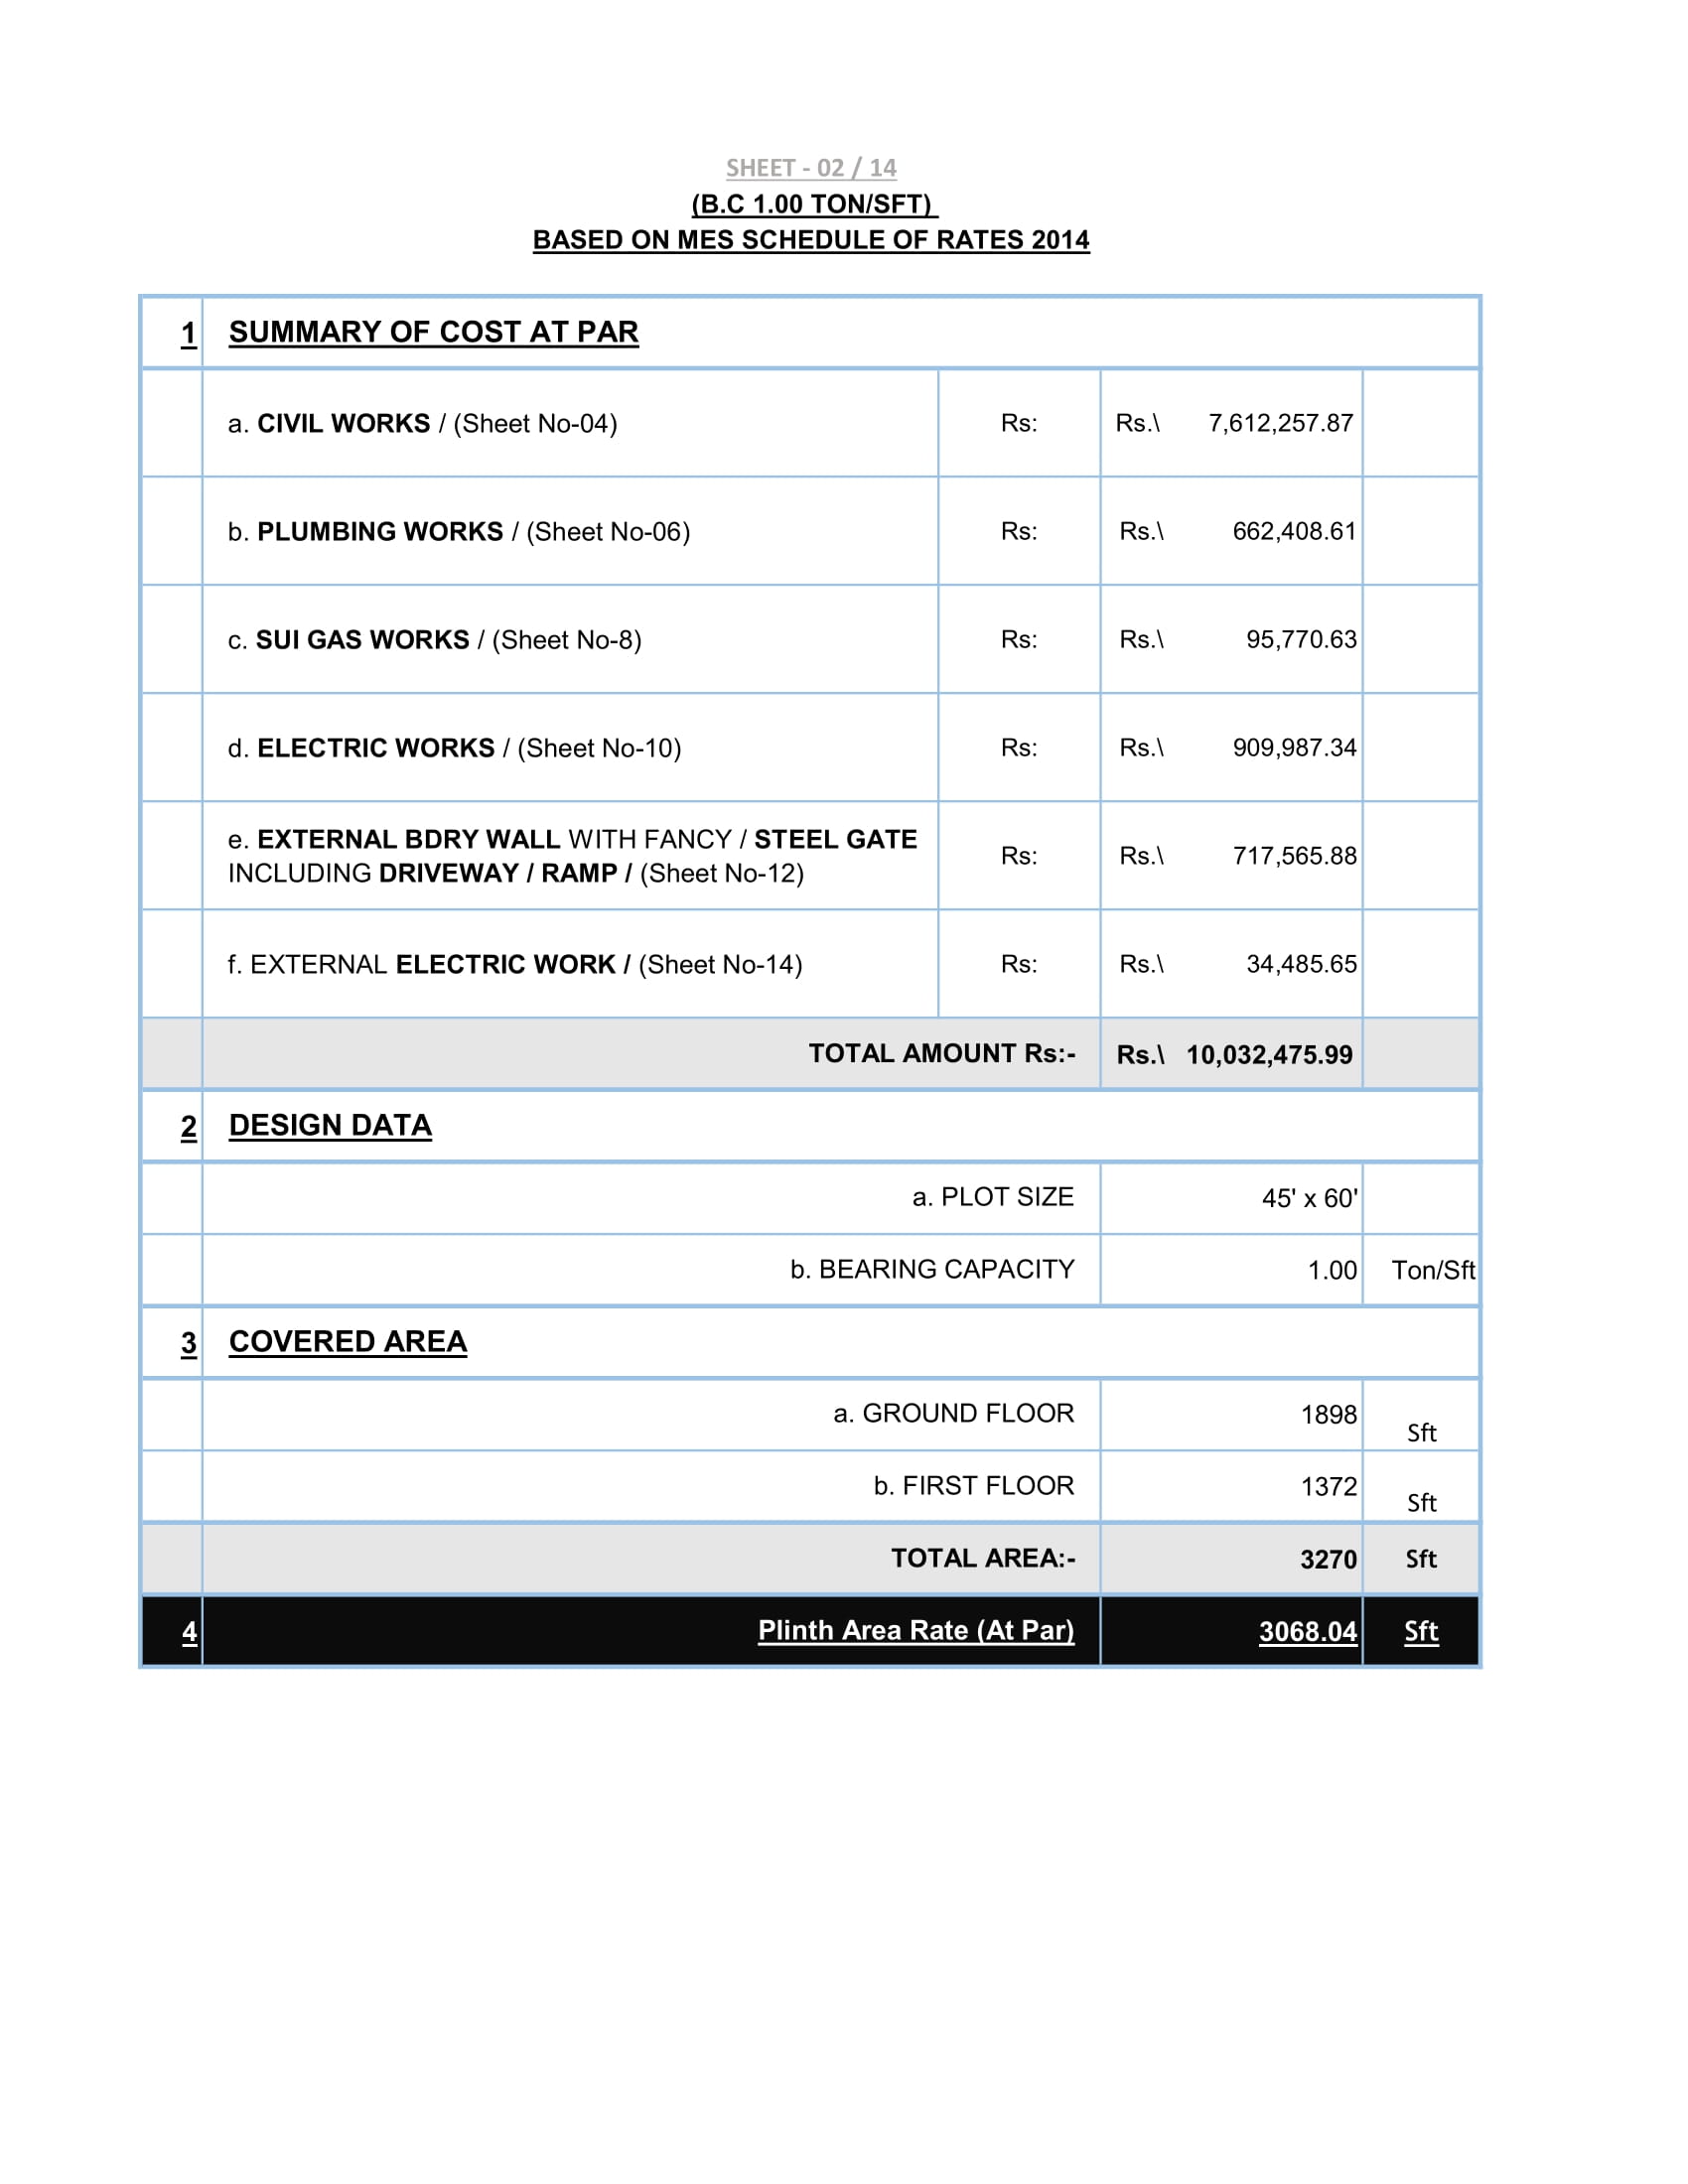 SHEET - 02 / 14
(B.C 1.00 TON/SFT)
BASED ON MES SCHEDULE OF RATES 2014
1 SUMMARY OF COST AT PAR
a. CIVIL WORKS / (Sheet No-04) Rs: Rs.\ 7,612,257.87
b. PLUMBING WORKS / (Sheet No-06) Rs: Rs.\ 662,408.61
c. SUI GAS WORKS / (Sheet No-8) Rs: Rs.\ 95,770.63
d. ELECTRIC WORKS / (Sheet No-10) Rs: Rs.\ 909,987.34
e. EXTERNAL BDRY WALL WITH FANCY / STEEL GATE
INCLUDING DRIVEWAY / RAMP / (Sheet No-12) Rs: Rs.\ 717,565.88
f. EXTERNAL ELECTRIC WORK / (Sheet No-14) Rs: Rs.\ 34,485.65
TOTAL AMOUNT Rs:- Rs.\ 10,032,475.99
2 DESIGN DATA
a. PLOT SIZE 45' x 60'
b. BEARING CAPACITY 1.00 Ton/Sft
3 COVERED AREA
a. GROUND FLOOR 1898 Sft
b. FIRST FLOOR 1372 Sft
TOTAL AREA:- 3270 Sft
4 Plinth Area Rate (At Par) 3068.04 Sft